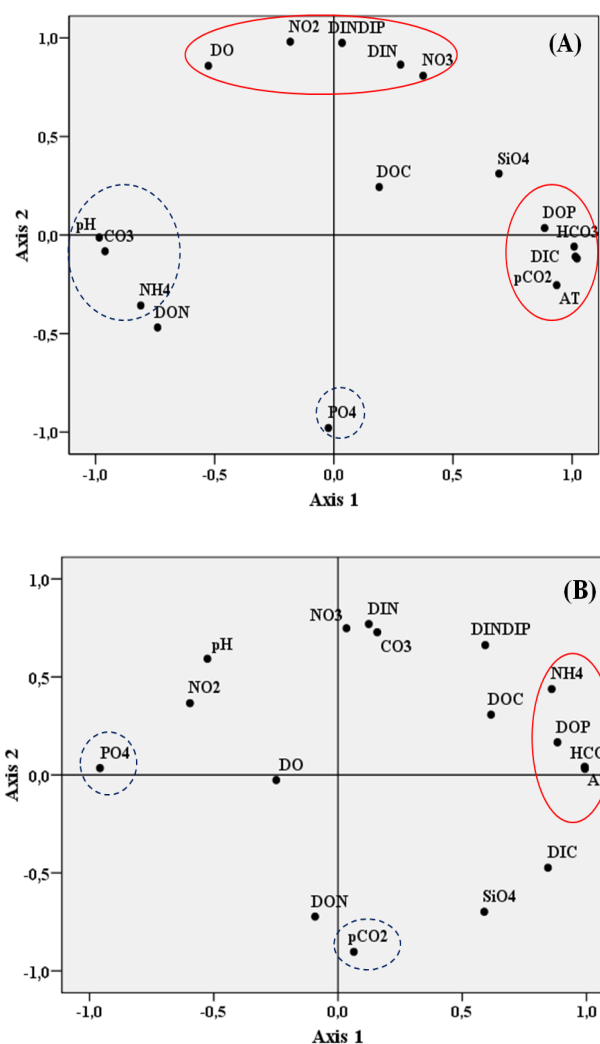 (A)
1,0
NO2 DINDIP
DO
DIN
NO3
0,5
DOC
SiO4
pH
CO3
DOP
HCO3
0,0
DIC
pCO2
AT
NH4
DON
-0,5
PO4
-1,0
Axis 2
-1,0 -0,5 0,0 0,5 1,0
Axis 1
(B)
1,0
NO3
DIN
CO3
DINDIP
pH
NH4
0,5
NO2
DOC
PO4
DOP
HCO
DO
0,0
A
DIC
-0,5
SiO4
DON
pCO2
-1,0
Axis 2
-1,0 -0,5 0,0 0,5 1,0
Axis 1